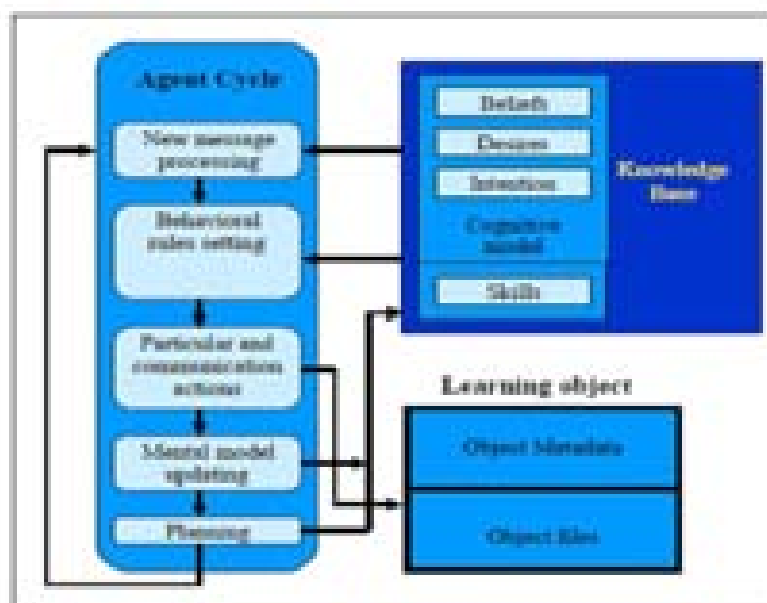 Agent Cycle
New message
processing
Behavioral
rules setting
Particular and
communication
actions
Mental model
updating
Planning
Beliefs
Desires
Intention
Cognitive
model
Skills
Knowledge
Base
Learning object
Object Metadata
Object files